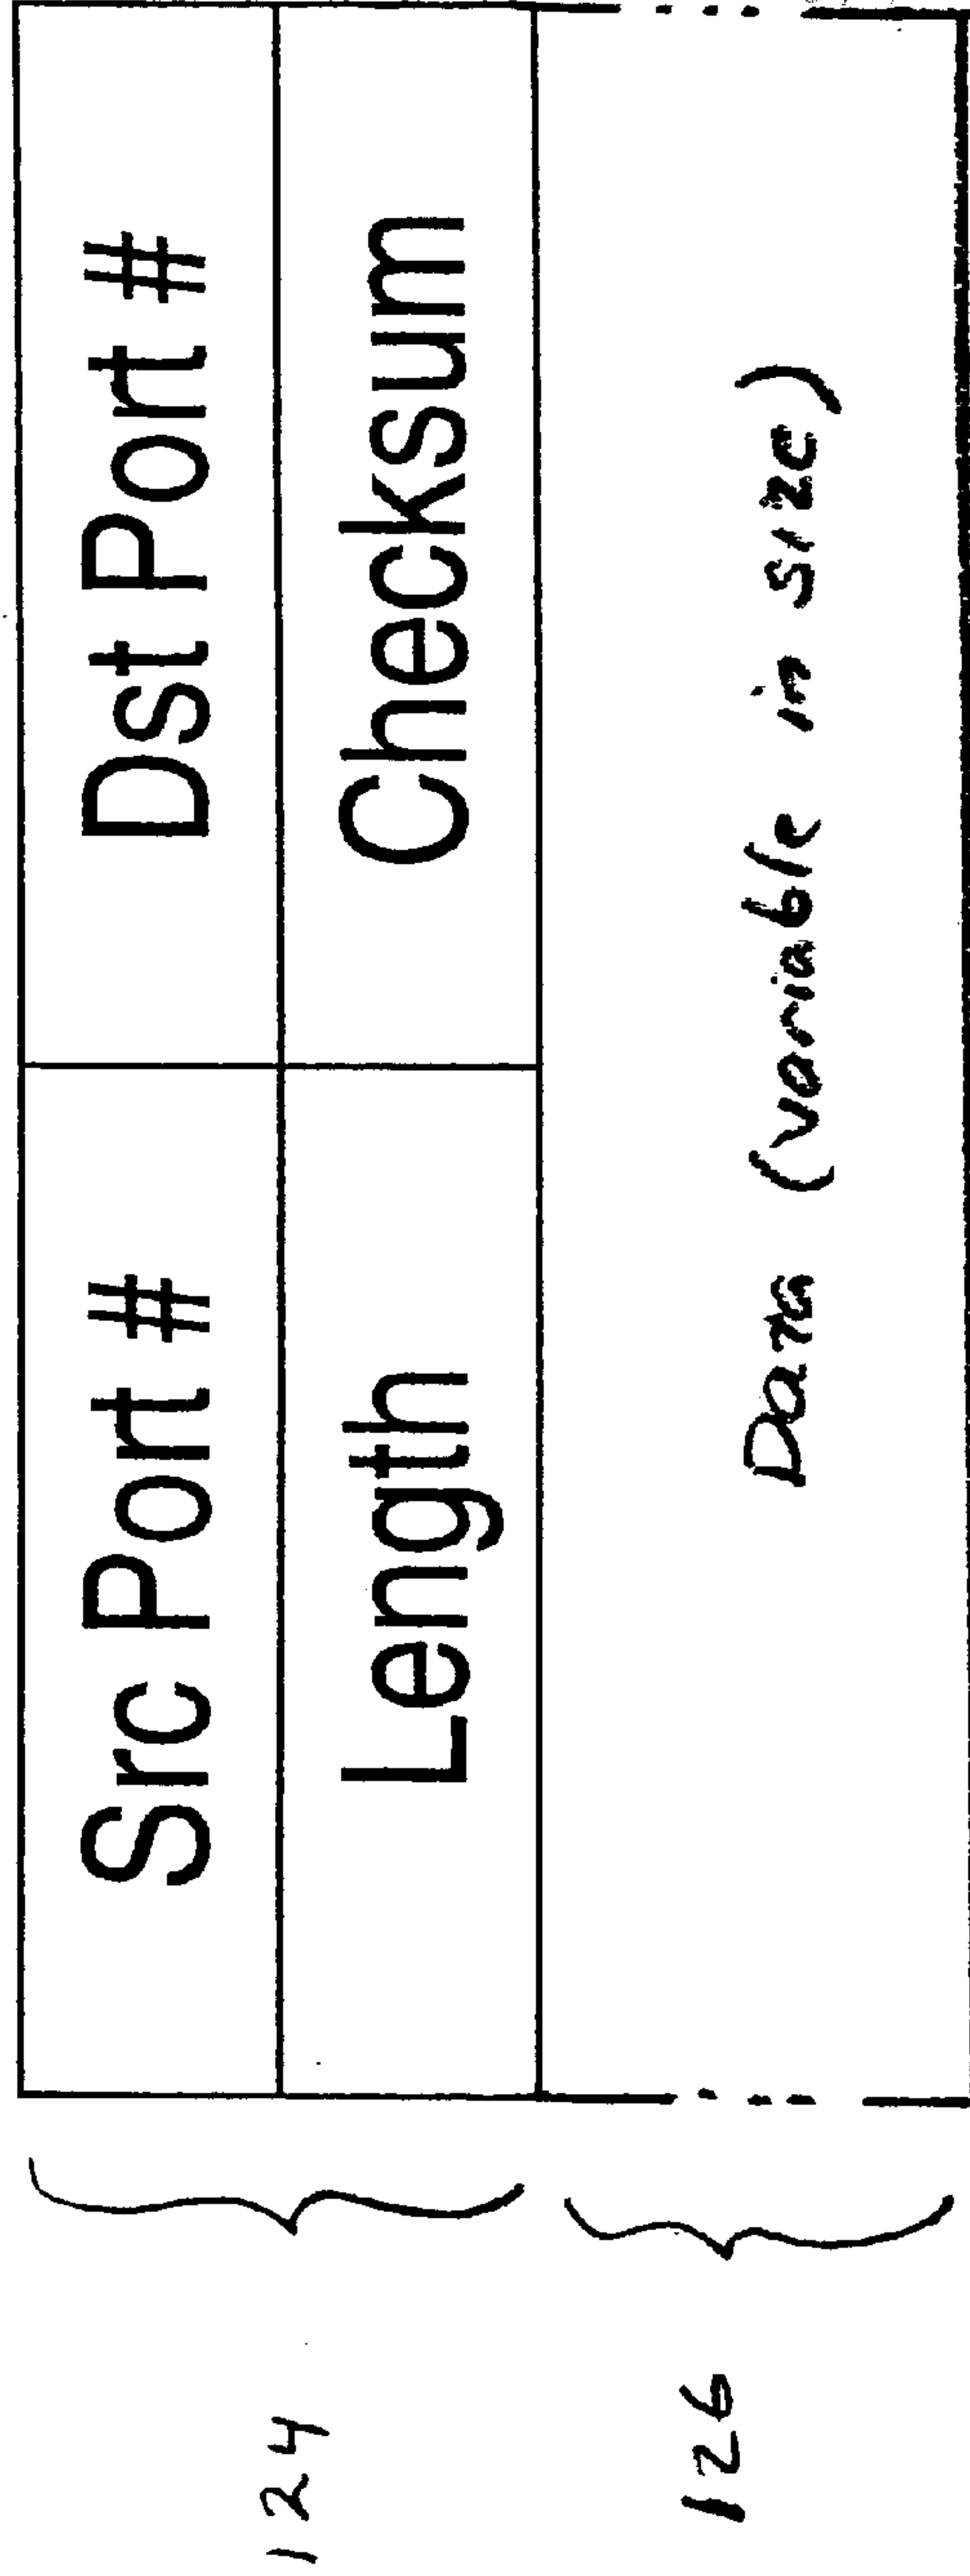 124 Src Port # Dst Port #
Length Checksum
126 Data (variable in size)